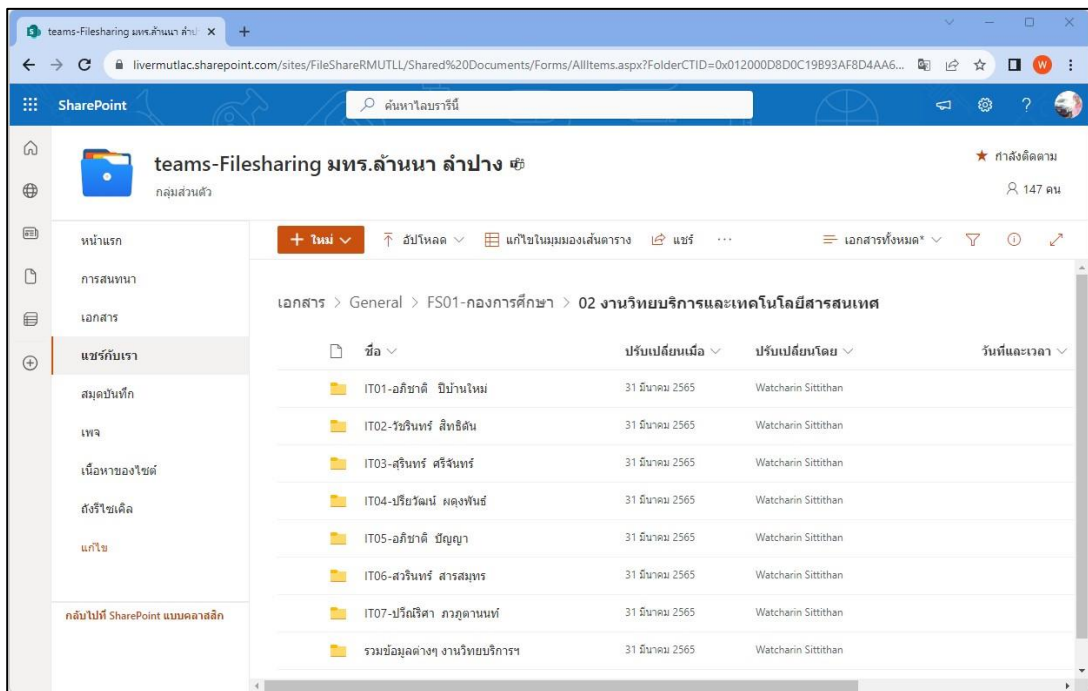 teams-Filesharing มทร.ล้านนา ลำปา
livermutlac.sharepoint.com/sites/FileShareRMUTLL/Shared%20Documents/Forms/AllItems.aspx?FolderCTID=0x012000D8D0C19B93AF8D4AA6...
W
SharePoint
ค้นหาไลบรารีนี้
teams-Filesharing มทร.ล้านนา ลำปาง
กลุ่มส่วนตัว
กำลังติดตาม
147 คน
หน้าแรก
การสนทนา
เอกสาร
แชร์กับเรา
สมุดบันทึก
เพจ
เนื้อหาของไซต์
ถังรีไซเคิล
แก้ไข
กลับไปที่ SharePoint แบบคลาสสิก
+ ใหม่ อัปโหลด แก้ไขในมุมมองเส้นตาราง แชร์ ... เอกสารทั้งหมด*
เอกสาร > General > FS01-กองการศึกษา > 02 งานวิทยบริการและเทคโนโลยีสารสนเทศ
ชื่อ ปรับเปลี่ยนเมื่อ ปรับเปลี่ยนโดย วันที่และเวลา
IT01-อภิชาติ ปีบ้านใหม่ 31 มีนาคม 2565 Watcharin Sittithan
IT02-วัชรินทร์ สิทธิตัน 31 มีนาคม 2565 Watcharin Sittithan
IT03-สุรินทร์ ศรีจันทร์ 31 มีนาคม 2565 Watcharin Sittithan
IT04-ปรียวัฒน์ ผดุงพันธ์ 31 มีนาคม 2565 Watcharin Sittithan
IT05-อภิชาติ ปัญญา 31 มีนาคม 2565 Watcharin Sittithan
IT06-สวรินทร์ สารสมุทร 31 มีนาคม 2565 Watcharin Sittithan
IT07-ปวีณ์ริศา ภวภูตานนท์ 31 มีนาคม 2565 Watcharin Sittithan
รวมข้อมูลต่างๆ งานวิทยบริการฯ 31 มีนาคม 2565 Watcharin Sittithan